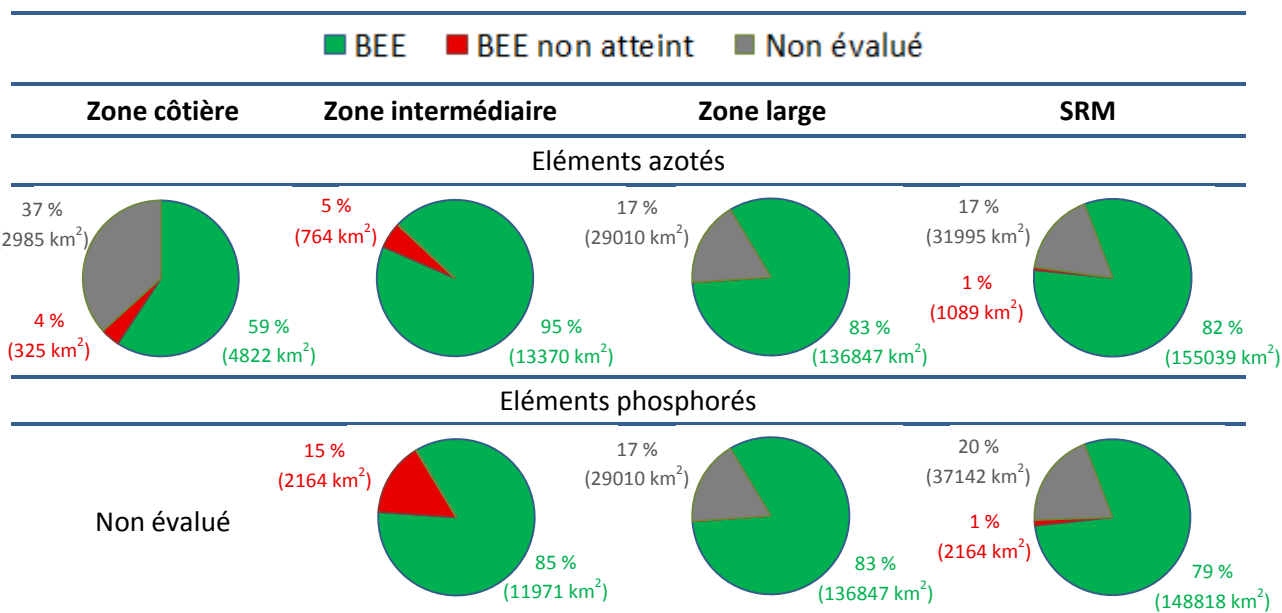 BEE BEE non atteint Non évalué
Zone côtière Zone intermédiaire Zone large SRM
Eléments azotés
37 %
(2985 km²)
4 %
(325 km²)
59 %
(4822 km²)
5 %
(764 km²)
95 %
(13370 km²)
17 %
(29010 km²)
83 %
(136847 km²)
17 %
(31995 km²)
1 %
(1089 km²)
82 %
(155039 km²)
Eléments phosphorés
Non évalué
15 %
(2164 km²)
85 %
(11971 km²)
17 %
(29010 km²)
83 %
(136847 km²)
20 %
(37142 km²)
1 %
(2164 km²)
79 %
(148818 km²)